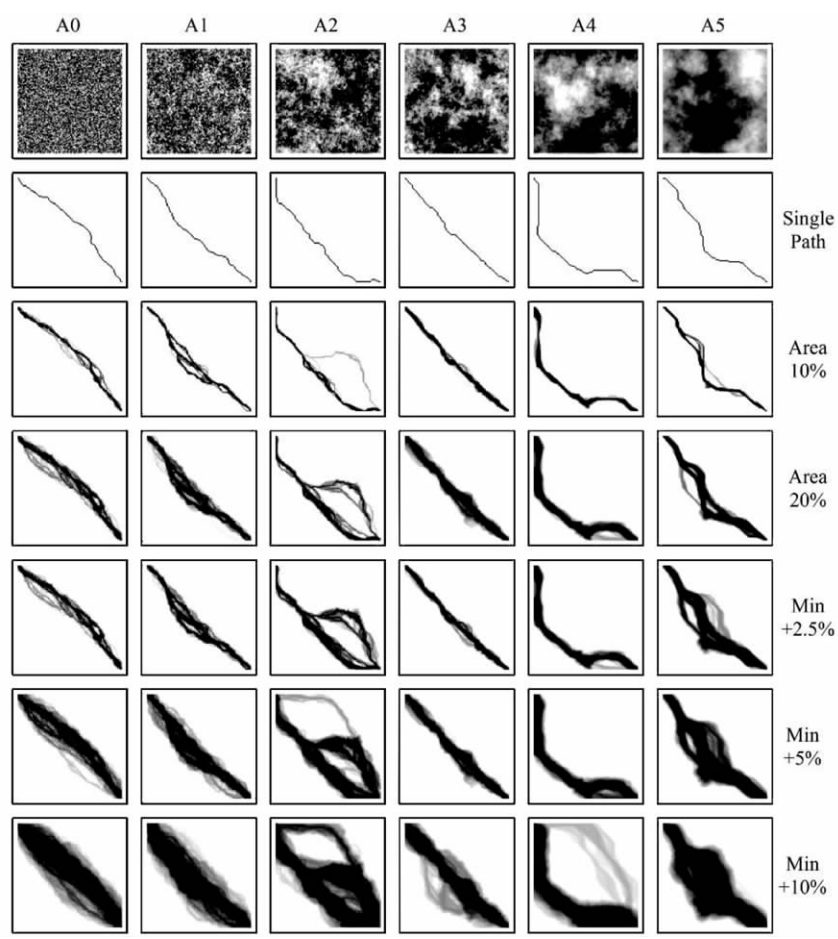 A0 A1 A2 A3 A4 A5
Single
Path
Area
10%
Area
20%
Min
+2.5%
Min
+5%
Min
+10%